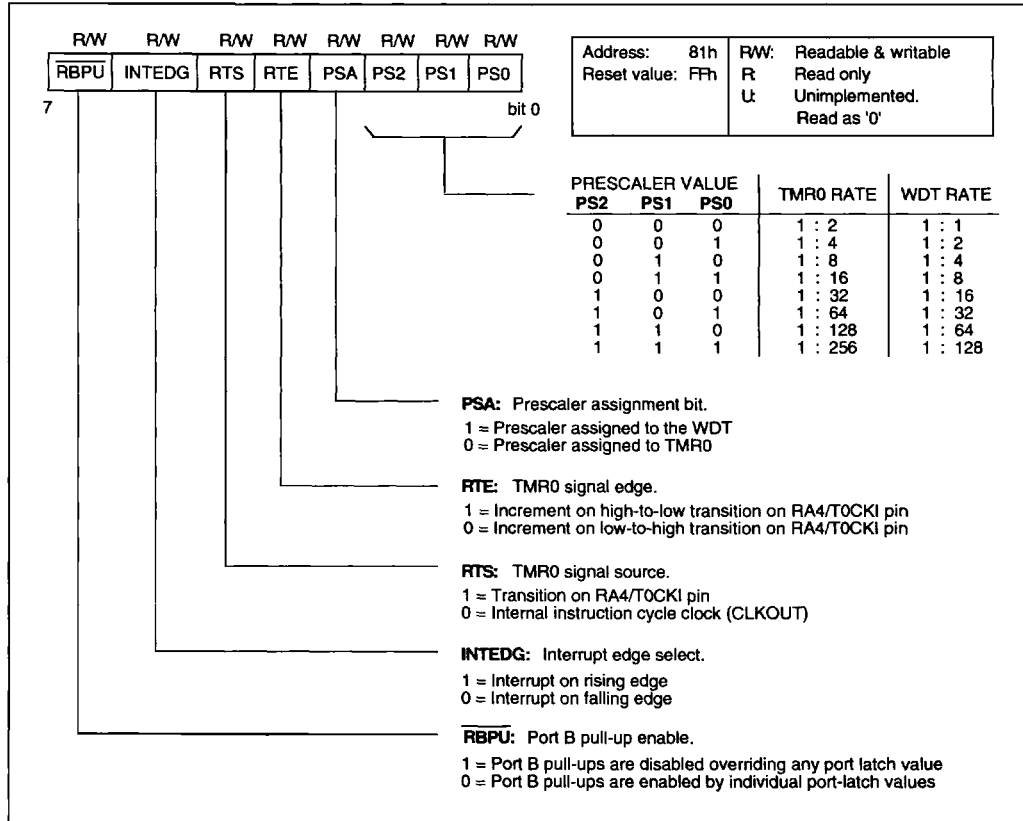 R/W R/W R/W R/W R/W R/W R/W R/W
RBPU INTEDG RTS RTE PSA PS2 PS1 PS0
7 bit 0
Address: 81h
Reset value: FFh
R/W: Readable & writable
R: Read only
U: Unimplemented.
Read as '0'
PRESCALER VALUE TMR0 RATE WDT RATE
PS2 PS1 PS0
0 0 0 1 : 2 1 : 1
0 0 1 1 : 4 1 : 2
0 1 0 1 : 8 1 : 4
0 1 1 1 : 16 1 : 8
1 0 0 1 : 32 1 : 16
1 0 1 1 : 64 1 : 32
1 1 0 1 : 128 1 : 64
1 1 1 1 : 256 1 : 128
PSA: Prescaler assignment bit.
1 = Prescaler assigned to the WDT
0 = Prescaler assigned to TMR0
RTE: TMR0 signal edge.
1 = Increment on high-to-low transition on RA4/T0CKI pin
0 = Increment on low-to-high transition on RA4/T0CKI pin
RTS: TMR0 signal source.
1 = Transition on RA4/T0CKI pin
0 = Internal instruction cycle clock (CLKOUT)
INTEDG: Interrupt edge select.
1 = Interrupt on rising edge
0 = Interrupt on falling edge
RBPU: Port B pull-up enable.
1 = Port B pull-ups are disabled overriding any port latch value
0 = Port B pull-ups are enabled by individual port-latch values